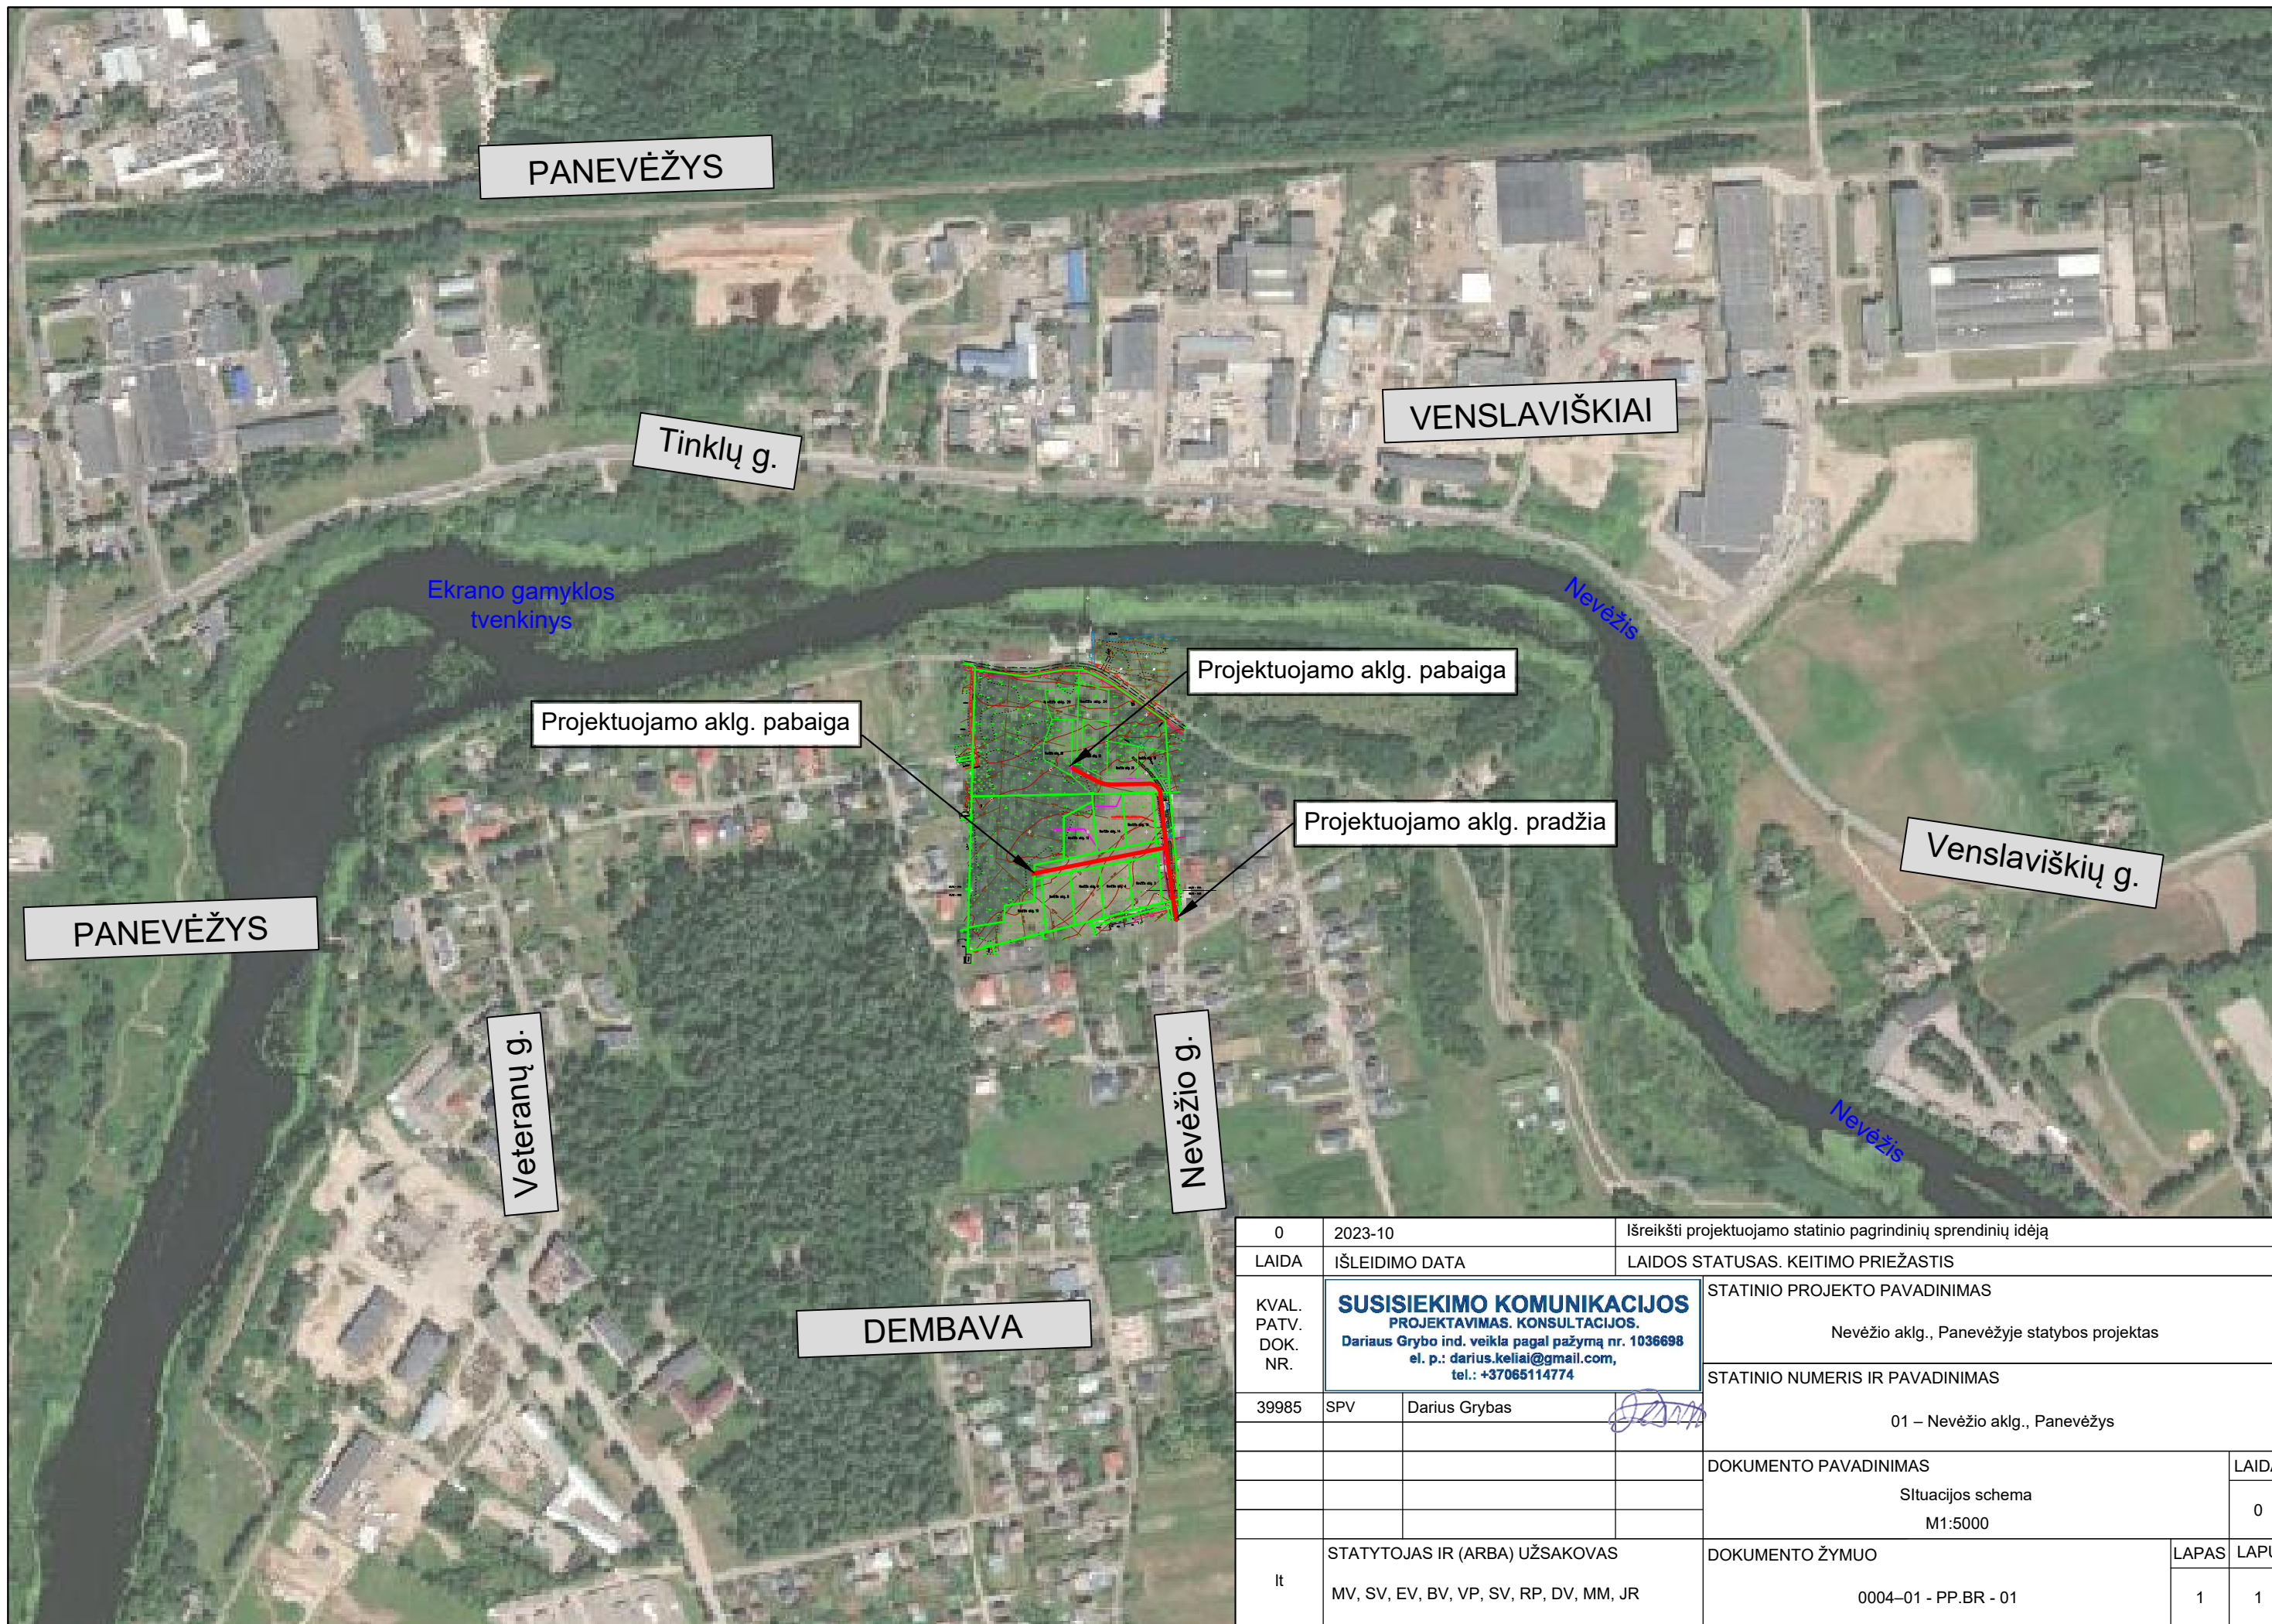 PANEVĖŽYS
VENSLAVIŠKIAI
Tinklų g.
Ekrano gamyklos
tvenkinys
Nevėžis
Projektuojamo aklg. pabaiga
Projektuojamo aklg. pabaiga
Projektuojamo aklg. pradžia
Venslaviškių g.
PANEVĖŽYS
Veteranų g.
Nevėžio g.
Nevėžis
DEMBAVA
0 2023-10 Išreikšti projektuojamo statinio pagrindinių sprendinių idėją
LAIDA IŠLEIDIMO DATA LAIDOS STATUSAS. KEITIMO PRIEŽASTIS
KVAL.
PATV.
DOK.
NR.
SUSISIEKIMO KOMUNIKACIJOS
PROJEKTAVIMAS. KONSULTACIJOS.
Dariaus Grybo ind. veikla pagal pažymą nr. 1036698
el. p.: darius.keliai@gmail.com,
tel.: +37065114774
STATINIO PROJEKTO PAVADINIMAS
Nevėžio aklg., Panevėžyje statybos projektas
STATINIO NUMERIS IR PAVADINIMAS
01 – Nevėžio aklg., Panevėžys
39985 SPV Darius Grybas
DOKUMENTO PAVADINIMAS
SItuacijos schema
M1:5000
LAIDA
0
lt
STATYTOJAS IR (ARBA) UŽSAKOVAS
MV, SV, EV, BV, VP, SV, RP, DV, MM, JR
DOKUMENTO ŽYMUO
0004–01 - PP.BR - 01
LAPAS LAPŲ
1 1